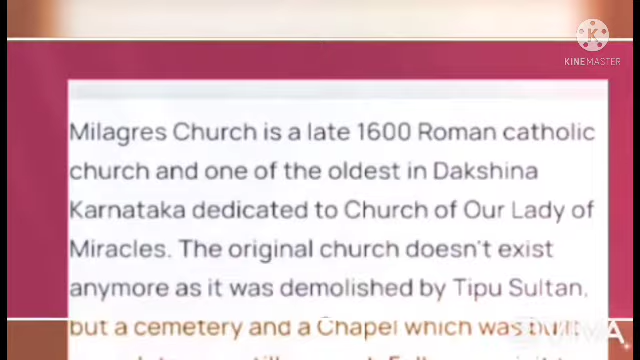 KINEMASTER
Milagres Church is a late 1600 Roman catholic
church and one of the oldest in Dakshina
Karnataka dedicated to Church of Our Lady of
Miracles. The original church doesn't exist
anymore as it was demolished by Tipu Sultan,
but a cemetery and a Chapel which was built